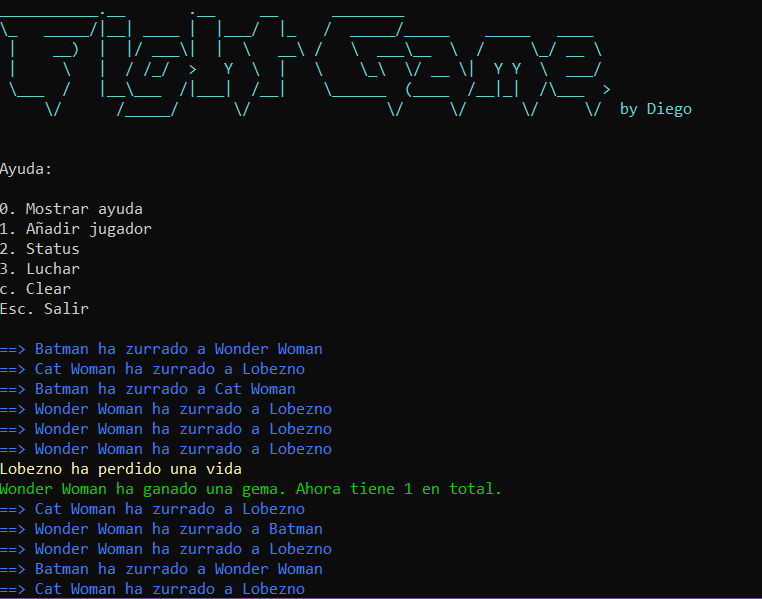 Fight Game
by Diego
Ayuda:
0. Mostrar ayuda
1. Añadir jugador
2. Status
3. Luchar
c. Clear
Esc. Salir
==> Batman ha zurrado a Wonder Woman
==> Cat Woman ha zurrado a Lobezno
==> Batman ha zurrado a Cat Woman
==> Wonder Woman ha zurrado a Lobezno
==> Wonder Woman ha zurrado a Lobezno
==> Wonder Woman ha zurrado a Lobezno
Lobezno ha perdido una vida
Wonder Woman ha ganado una gema. Ahora tiene 1 en total.
==> Cat Woman ha zurrado a Lobezno
==> Wonder Woman ha zurrado a Batman
==> Wonder Woman ha zurrado a Lobezno
==> Batman ha zurrado a Wonder Woman
==> Cat Woman ha zurrado a Lobezno